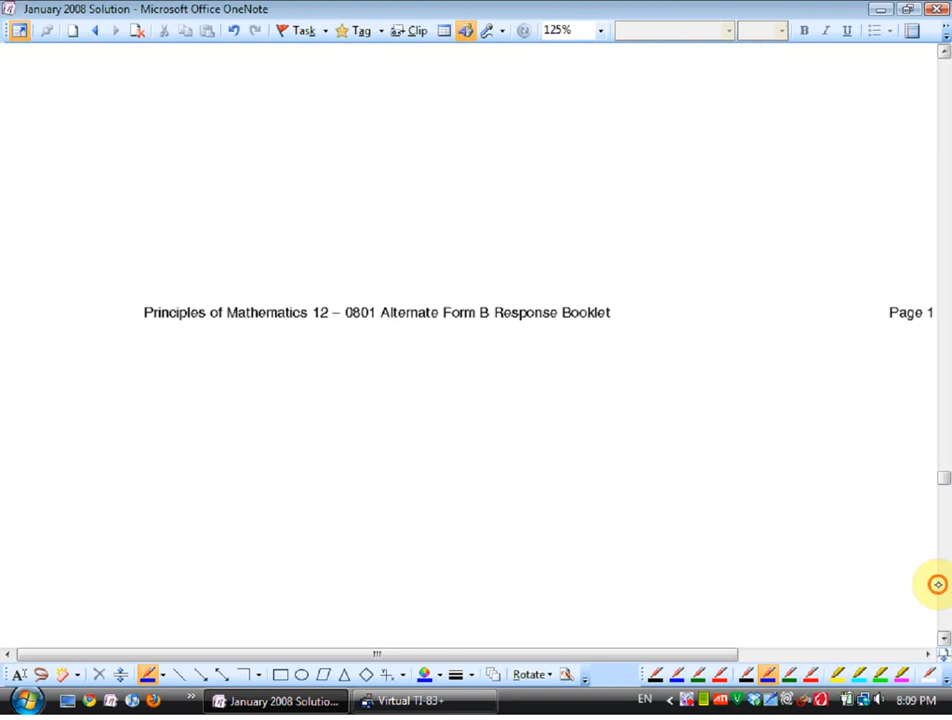 January 2008 Solution - Microsoft Office OneNote
Task Tag Clip 125% B I U
Principles of Mathematics 12 – 0801 Alternate Form B Response Booklet Page 1
A Rotate
January 2008 Solutio... Virtual TI-83+ EN 8:09 PM